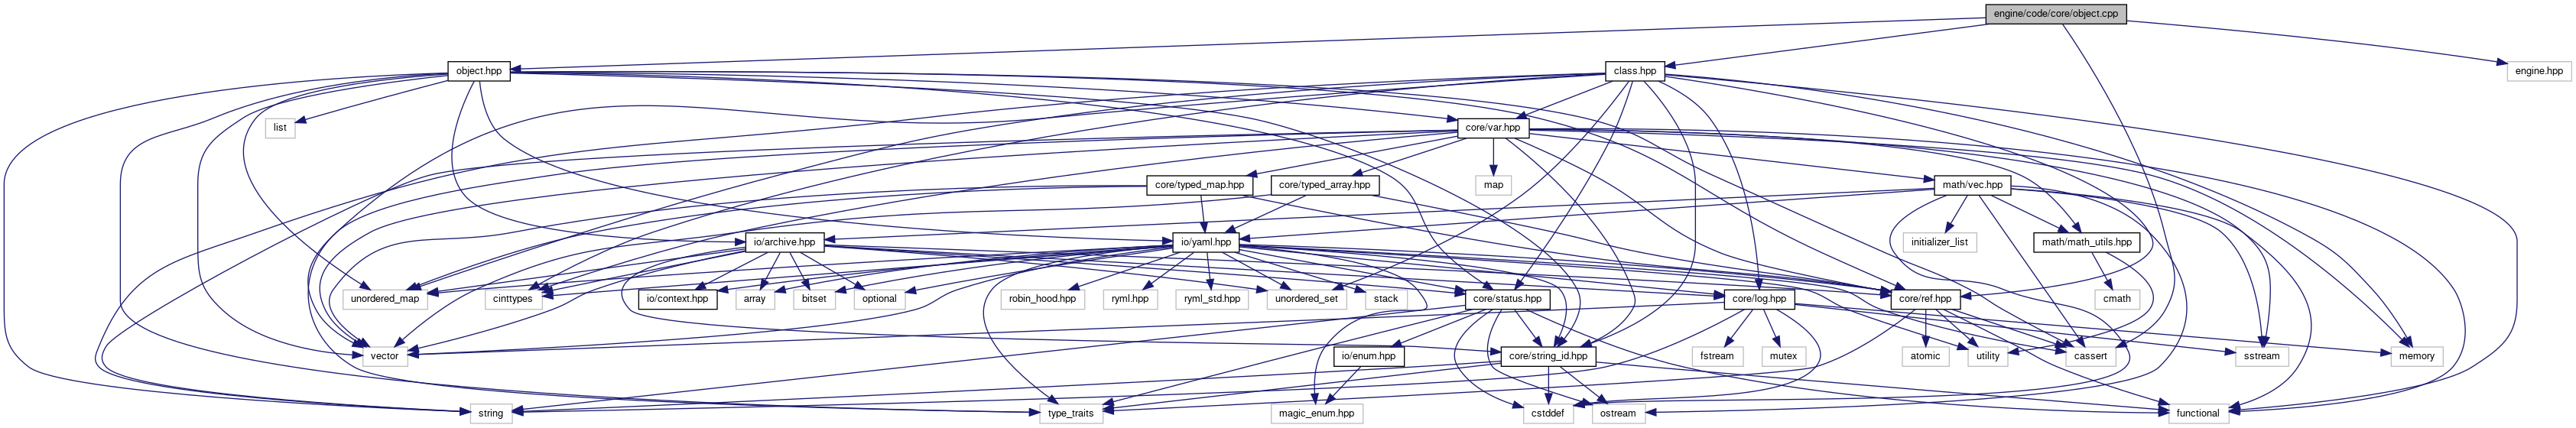 engine/code/core/object.cpp
object.hpp
class.hpp
engine.hpp
list
core/var.hpp
core/typed_map.hpp
core/typed_array.hpp
map
math/vec.hpp
io/archive.hpp
io/yaml.hpp
initializer_list
math/math_utils.hpp
unordered_map
cinttypes
io/context.hpp
array
bitset
optional
robin_hood.hpp
ryml.hpp
ryml_std.hpp
unordered_set
stack
core/status.hpp
core/log.hpp
core/ref.hpp
cmath
vector
io/enum.hpp
core/string_id.hpp
fstream
mutex
atomic
utility
cassert
sstream
memory
string
type_traits
magic_enum.hpp
cstddef
ostream
functional